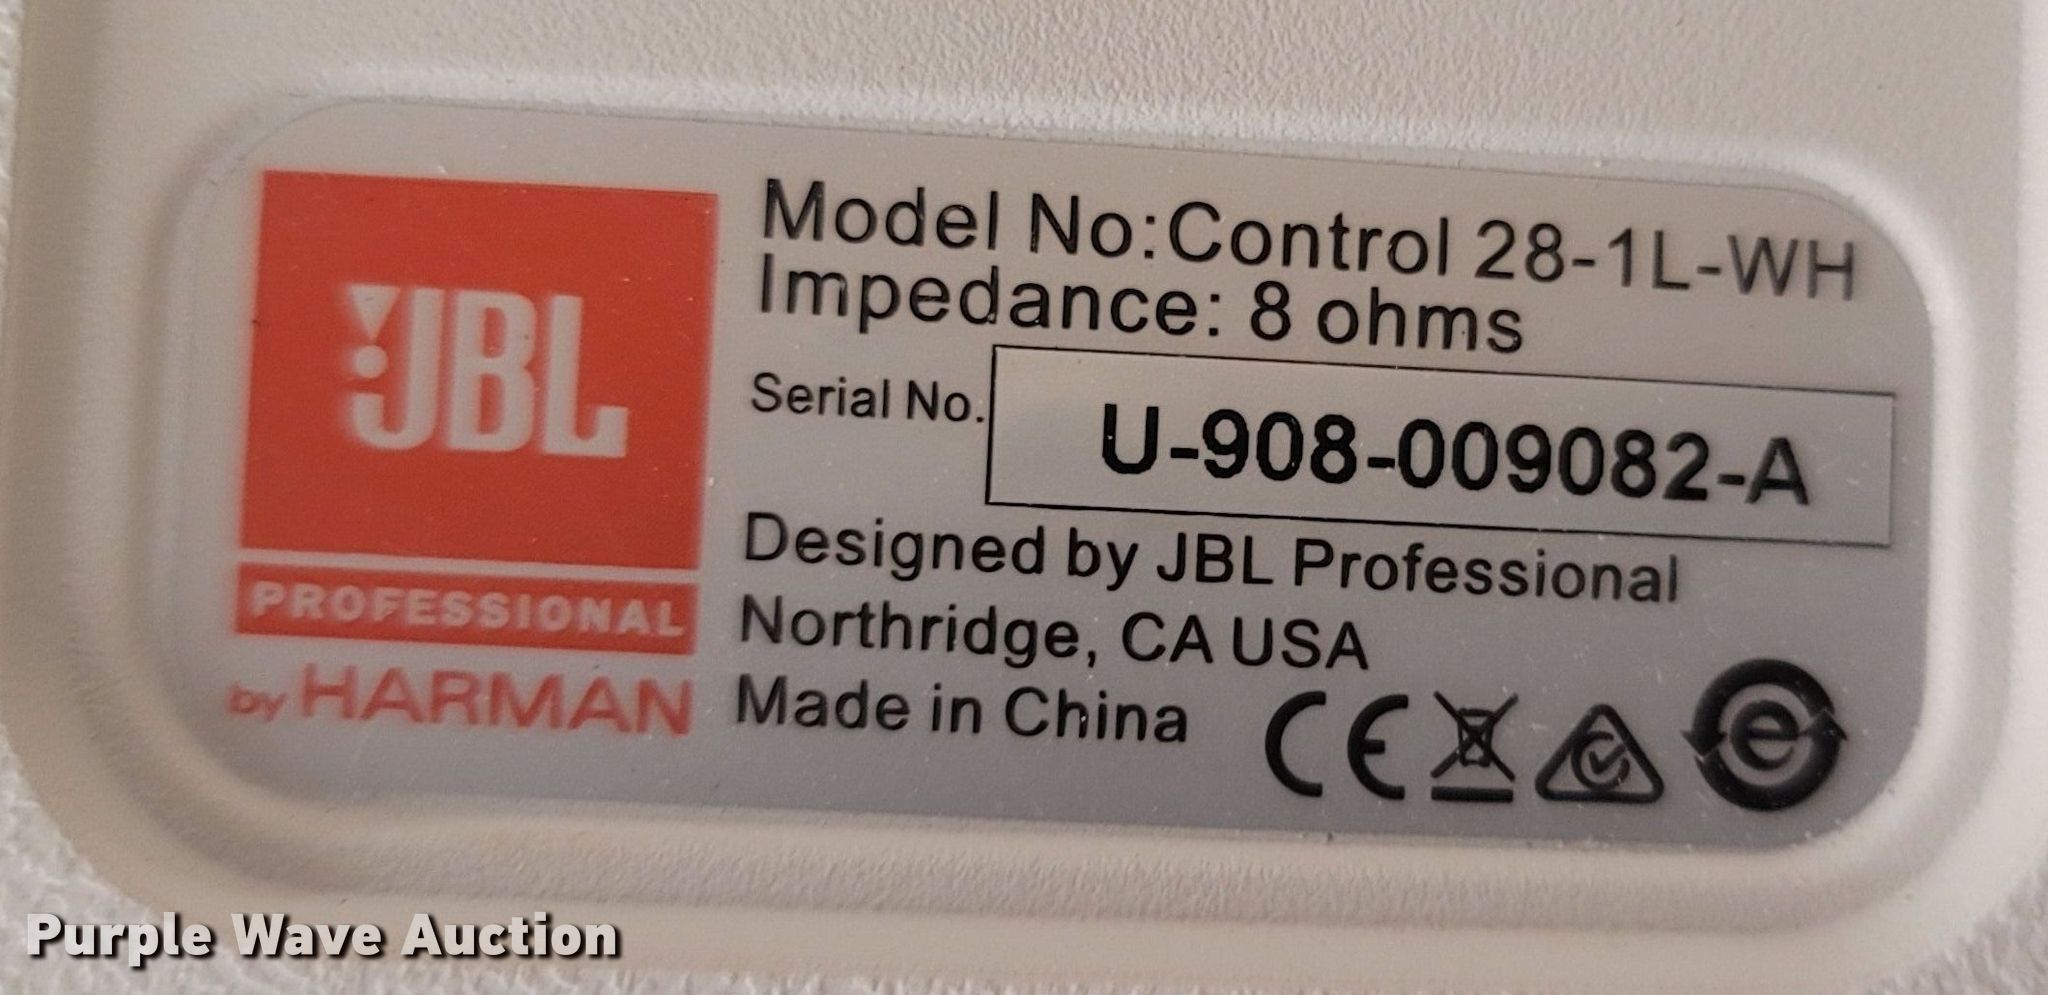 JBL
PROFESSIONAL
by HARMAN
Model No:Control 28-1L-WH
Impedance: 8 ohms
Serial No. U-908-009082-A
Designed by JBL Professional
Northridge, CA USA
Made in China
CE
e
Purple Wave Auction